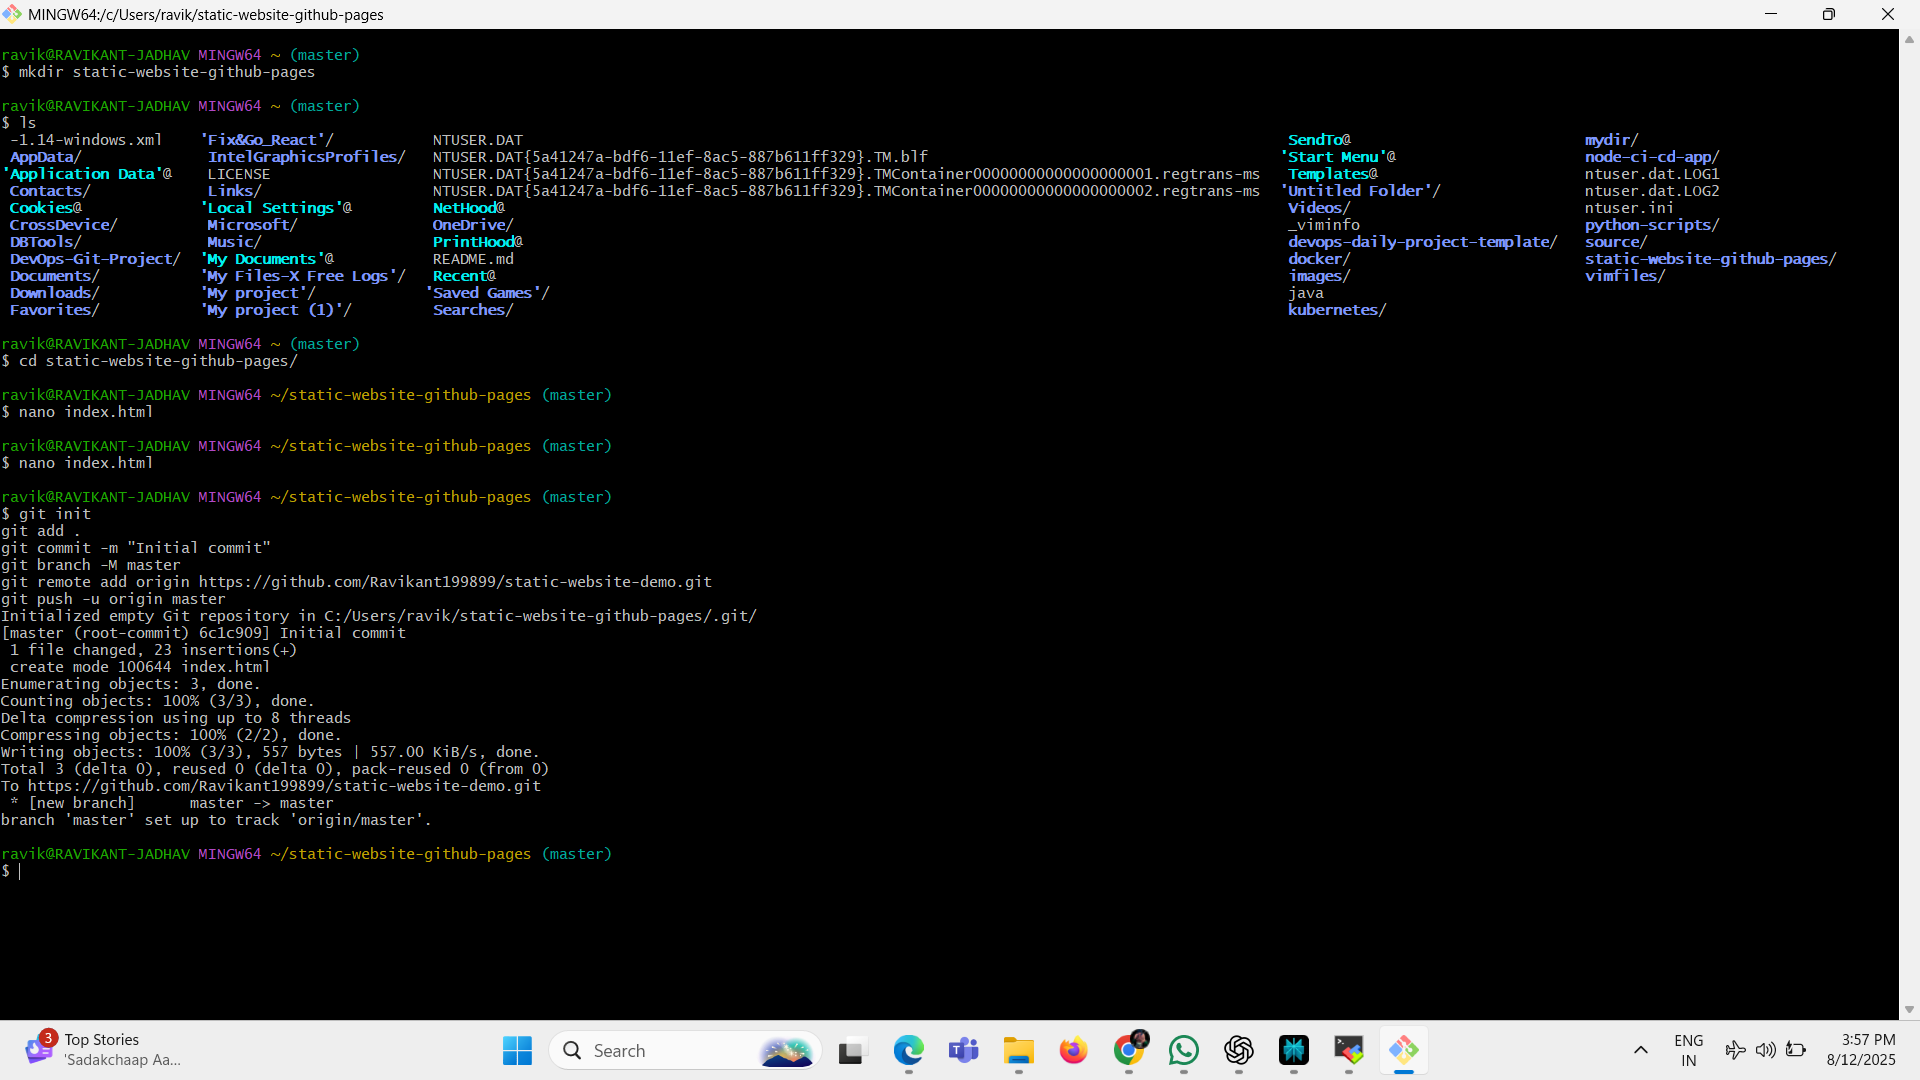 MINGW64:/c/Users/ravik/static-website-github-pages
ravik@RAVIKANT-JADHAV MINGW64 ~ (master)
$ mkdir static-website-github-pages
ravik@RAVIKANT-JADHAV MINGW64 ~ (master)
$ ls
-1.14-windows.xml 'Fix&Go_React'/ NTUSER.DAT SendTo@ mydir/
AppData/ IntelGraphicsProfiles/ NTUSER.DAT{5a41247a-bdf6-11ef-8ac5-887b611ff329}.TM.blf 'Start Menu'@ node-ci-cd-app/
'Application Data'@ LICENSE NTUSER.DAT{5a41247a-bdf6-11ef-8ac5-887b611ff329}.TMContainer00000000000000000001.regtrans-ms Templates@ ntuser.dat.LOG1
Contacts/ Links/ NTUSER.DAT{5a41247a-bdf6-11ef-8ac5-887b611ff329}.TMContainer00000000000000000002.regtrans-ms 'Untitled Folder'/ ntuser.dat.LOG2
Cookies@ 'Local Settings'@ NetHood@ Videos/ ntuser.ini
CrossDevice/ Microsoft/ OneDrive/ _viminfo python-scripts/
DBTools/ Music/ PrintHood@ devops-daily-project-template/ source/
DevOps-Git-Project/ 'My Documents'@ README.md docker/ static-website-github-pages/
Documents/ 'My Files-X Free Logs'/ Recent@ images/ vimfiles/
Downloads/ 'My project'/ 'Saved Games'/ java
Favorites/ 'My project (1)'/ Searches/ kubernetes/
ravik@RAVIKANT-JADHAV MINGW64 ~ (master)
$ cd static-website-github-pages/
ravik@RAVIKANT-JADHAV MINGW64 ~/static-website-github-pages (master)
$ nano index.html
ravik@RAVIKANT-JADHAV MINGW64 ~/static-website-github-pages (master)
$ nano index.html
ravik@RAVIKANT-JADHAV MINGW64 ~/static-website-github-pages (master)
$ git init
git add .
git commit -m "Initial commit"
git branch -M master
git remote add origin https://github.com/Ravikant199899/static-website-demo.git
git push -u origin master
Initialized empty Git repository in C:/Users/ravik/static-website-github-pages/.git/
[master (root-commit) 6c1c909] Initial commit
1 file changed, 23 insertions(+)
create mode 100644 index.html
Enumerating objects: 3, done.
Counting objects: 100% (3/3), done.
Delta compression using up to 8 threads
Compressing objects: 100% (2/2), done.
Writing objects: 100% (3/3), 557 bytes | 557.00 KiB/s, done.
Total 3 (delta 0), reused 0 (delta 0), pack-reused 0 (from 0)
To https://github.com/Ravikant199899/static-website-demo.git
* [new branch] master -> master
branch 'master' set up to track 'origin/master'.
ravik@RAVIKANT-JADHAV MINGW64 ~/static-website-github-pages (master)
$
3
Top Stories
'Sadakchaap Aa...
Search
ENG
IN
3:57 PM
8/12/2025